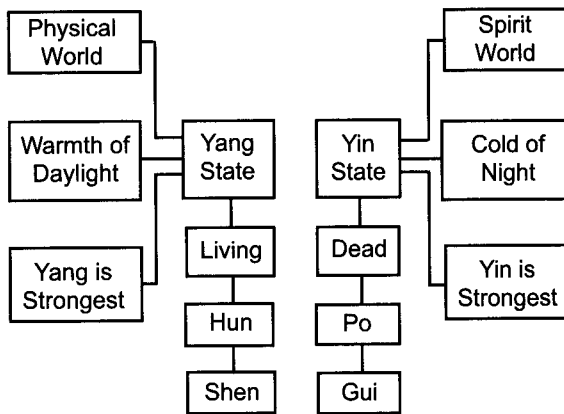 Physical
World
Spirit
World
Warmth of
Daylight
Yang
State
Yin
State
Cold of
Night
Yang is
Strongest
Living
Dead
Yin is
Strongest
Hun
Po
Shen
Gui